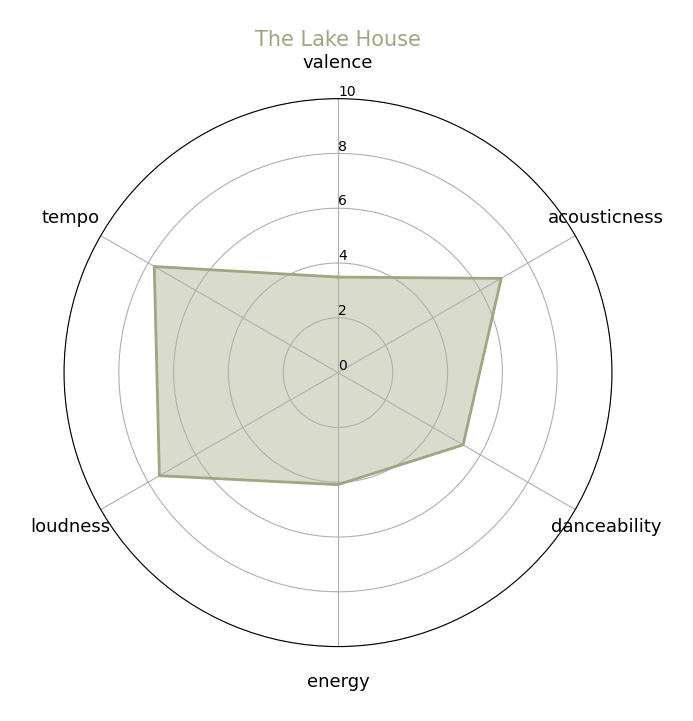 The Lake House
valence
10
8
6
tempo
acousticness
4
2
0
loudness
danceability
energy